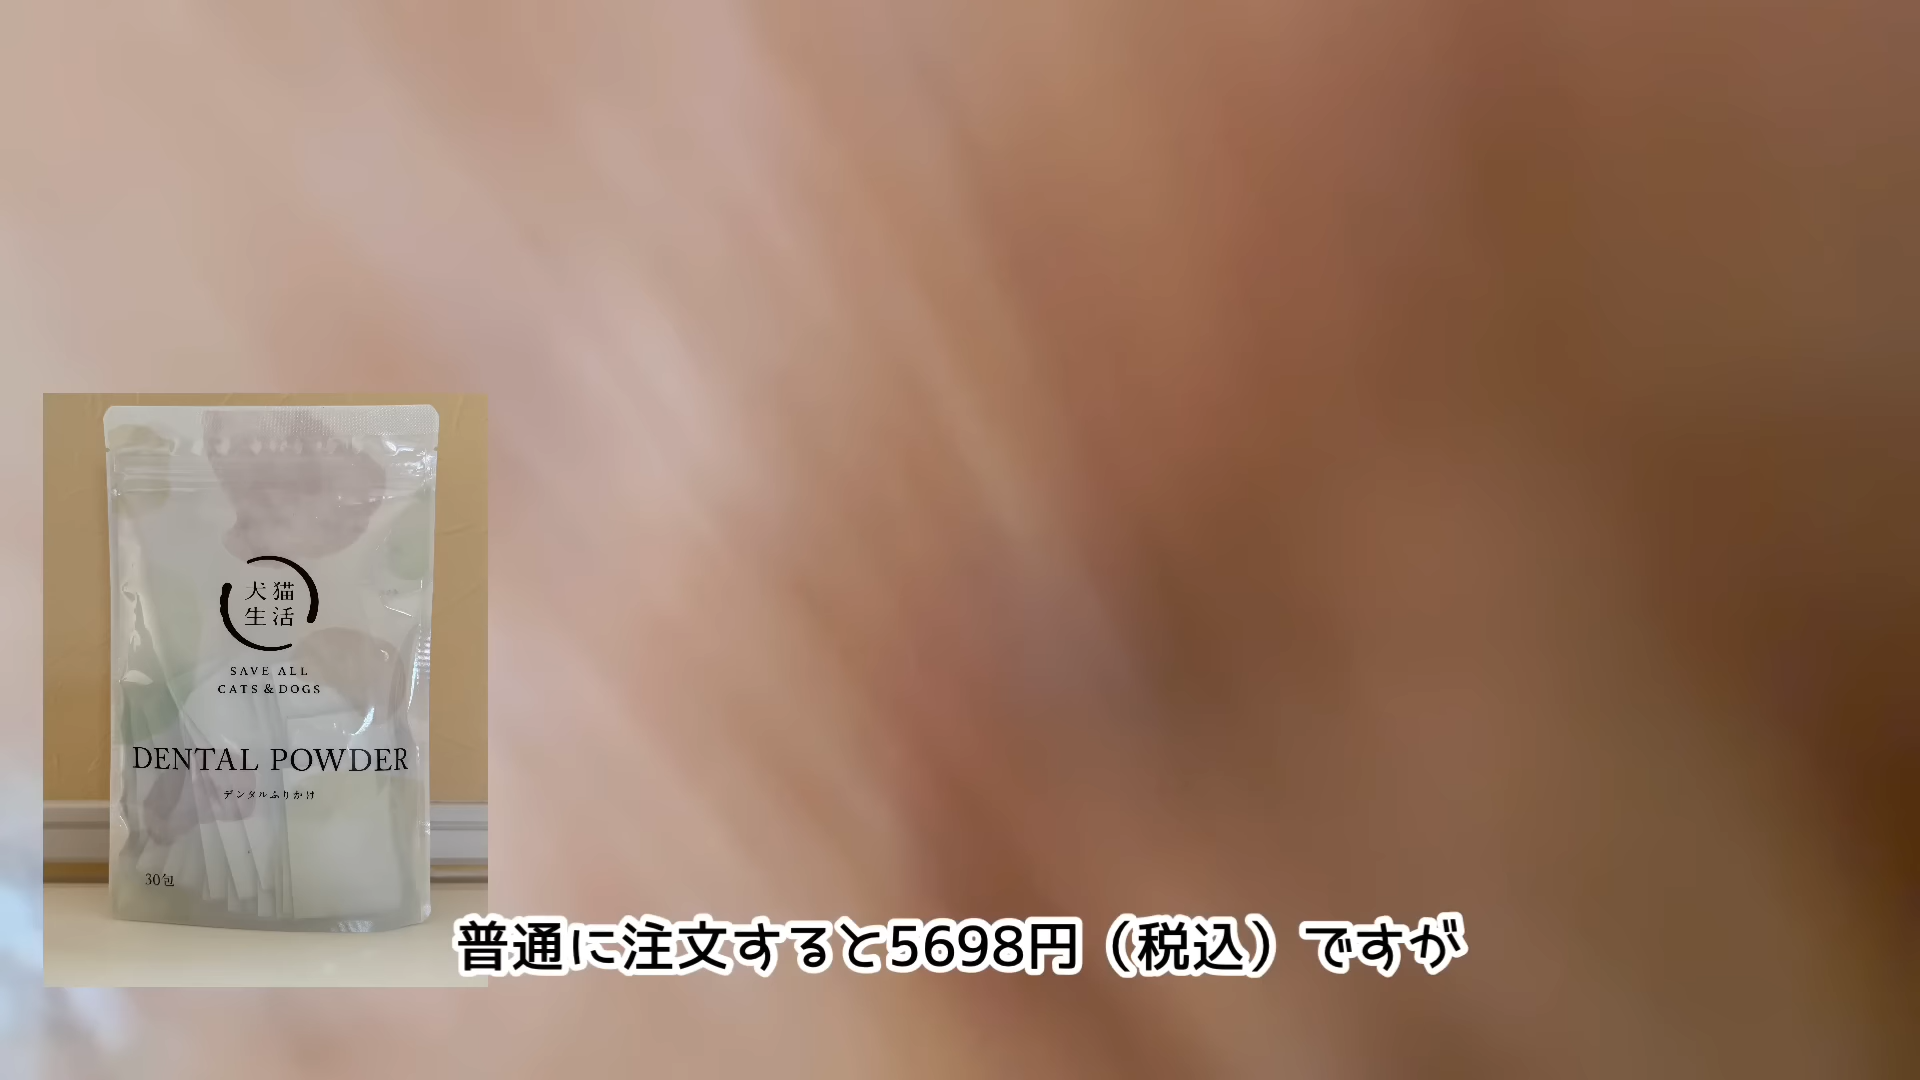 犬猫
生活
SAVE ALL
CATS & DOGS
DENTAL POWDER
デンタルふりかけ
30包
普通に注文すると5698円（税込）ですが